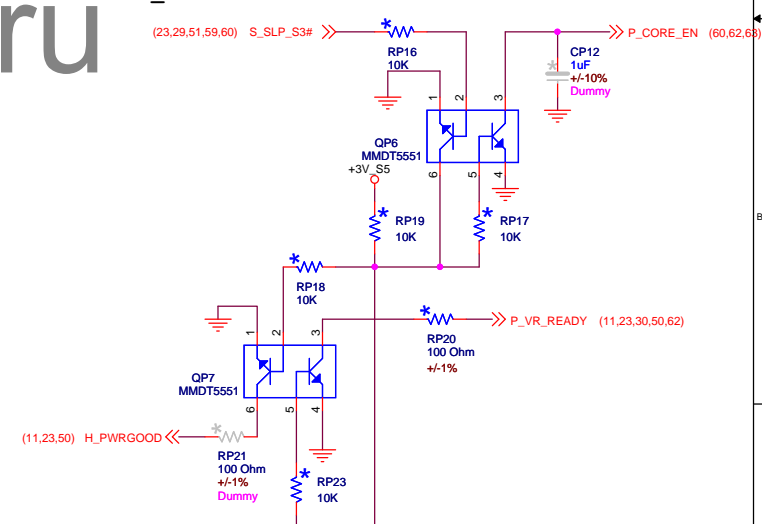 ru
(23,29,51,59,60) S_SLP_S3#
RP16
10K
P_CORE_EN (60,62,63)
CP12
1uF
+/-10%
Dummy
*
*
1
2
3
QP6
MMDT5551
6
5
4
+3V_S5
*
RP19
10K
*
RP17
10K
*
RP18
10K
B
1
2
3
*
RP20
100 Ohm
+/-1%
P_VR_READY (11,23,30,50,62)
QP7
MMDT5551
6
5
4
(11,23,50) H_PWRGOOD
*
RP21
100 Ohm
+/-1%
Dummy
*
RP23
10K